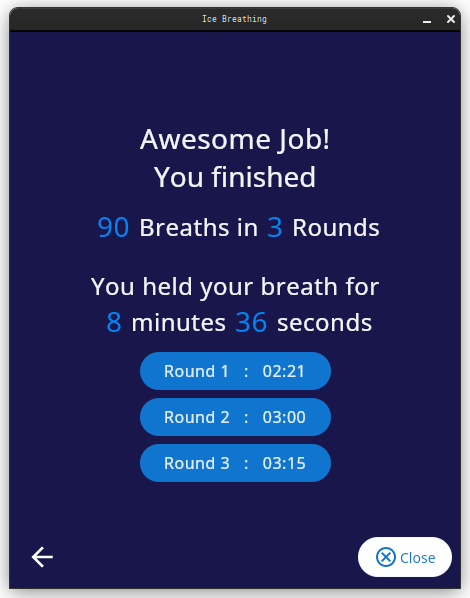 Ice Breathing
Awesome Job!
You finished
90 Breaths in 3 Rounds
You held your breath for
8 minutes 36 seconds
Round 1 : 02:21
Round 2 : 03:00
Round 3 : 03:15
Close